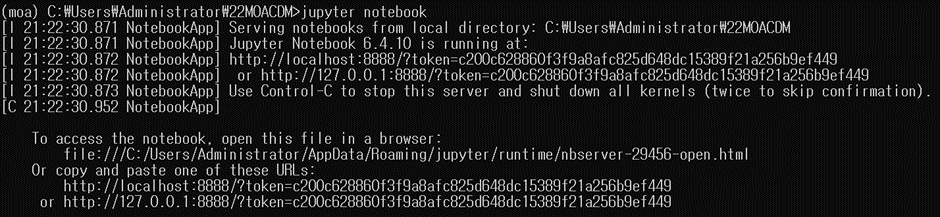 (moa) C:₩Users₩Administrator₩22MOACDM>jupyter notebook
[I 21:22:30.871 NotebookApp] Serving notebooks from local directory: C:₩Users₩Administrator₩22MOACDM
[I 21:22:30.871 NotebookApp] Jupyter Notebook 6.4.10 is running at:
[I 21:22:30.872 NotebookApp] http://localhost:8888/?token=c200c628860f3f9a8afc825d648dc15389f21a256b9ef449
[I 21:22:30.872 NotebookApp]  or http://127.0.0.1:8888/?token=c200c628860f3f9a8afc825d648dc15389f21a256b9ef449
[I 21:22:30.873 NotebookApp] Use Control-C to stop this server and shut down all kernels (twice to skip confirmation).
[C 21:22:30.952 NotebookApp]
To access the notebook, open this file in a browser:
file:///C:/Users/Administrator/AppData/Roaming/jupyter/runtime/nbserver-29456-open.html
Or copy and paste one of these URLs:
http://localhost:8888/?token=c200c628860f3f9a8afc825d648dc15389f21a256b9ef449
or http://127.0.0.1:8888/?token=c200c628860f3f9a8afc825d648dc15389f21a256b9ef449